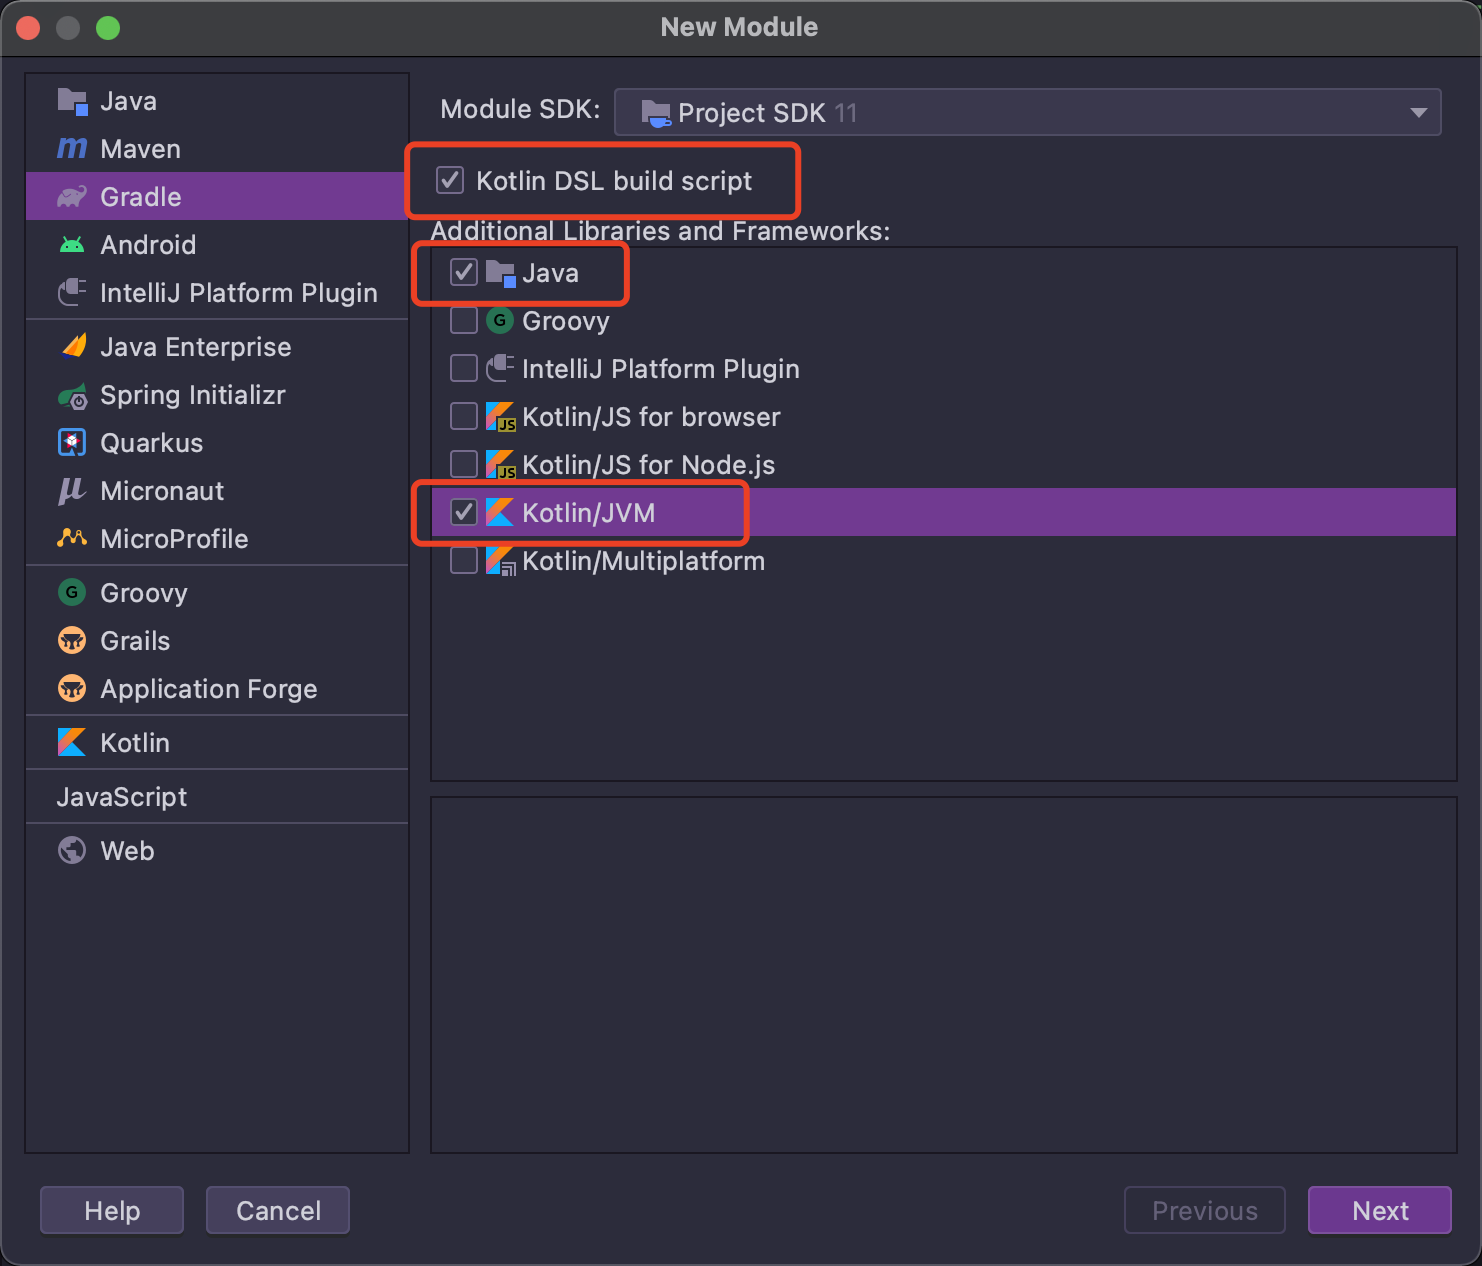 New Module
Java
Maven
Gradle
Android
IntelliJ Platform Plugin
Java Enterprise
Spring Initializr
Quarkus
Micronaut
MicroProfile
Groovy
Grails
Application Forge
Kotlin
JavaScript
Web
Module SDK: Project SDK 11
Kotlin DSL build script
Additional Libraries and Frameworks:
Java
Groovy
IntelliJ Platform Plugin
Kotlin/JS for browser
Kotlin/JS for Node.js
Kotlin/JVM
Kotlin/Multiplatform
Help Cancel Previous Next